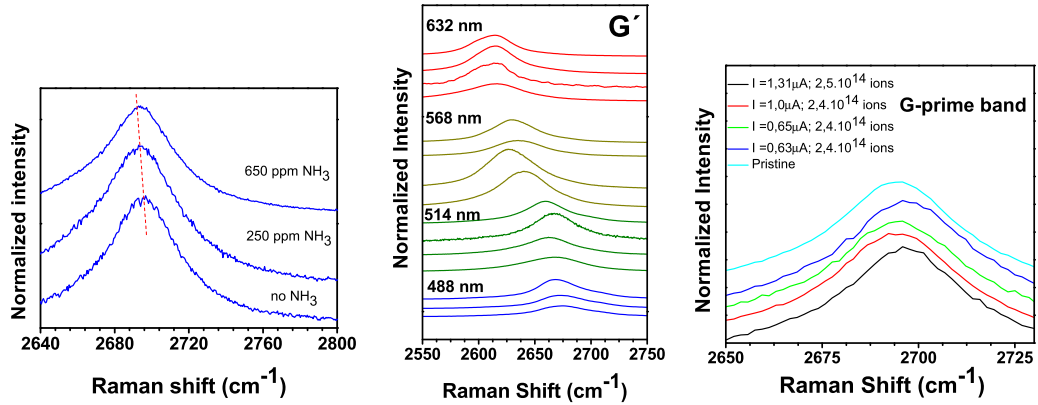 Normalized Intensity
650 ppm NH3
250 ppm NH3
no NH3
2640 2680 2720 2760 2800
Raman shift (cm-1)
Normalized Intensity
G´
632 nm
568 nm
514 nm
488 nm
2550 2600 2650 2700 2750
Raman Shift (cm-1)
Normalized Intensity
I =1,31µA; 2,5.10^14 ions
I =1,0µA; 2,4.10^14 ions
I =0,65µA; 2,4.10^14 ions
I =0,63µA; 2,4.10^14 ions
Pristine
G-prime band
2650 2675 2700 2725
Raman Shift (cm-1)